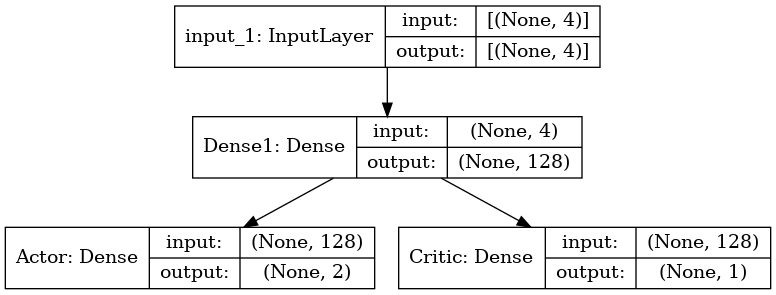 input_1: InputLayer
input:
[(None, 4)]
output:
[(None, 4)]
Dense1: Dense
input:
(None, 4)
output:
(None, 128)
Actor: Dense
input:
(None, 128)
output:
(None, 2)
Critic: Dense
input:
(None, 128)
output:
(None, 1)